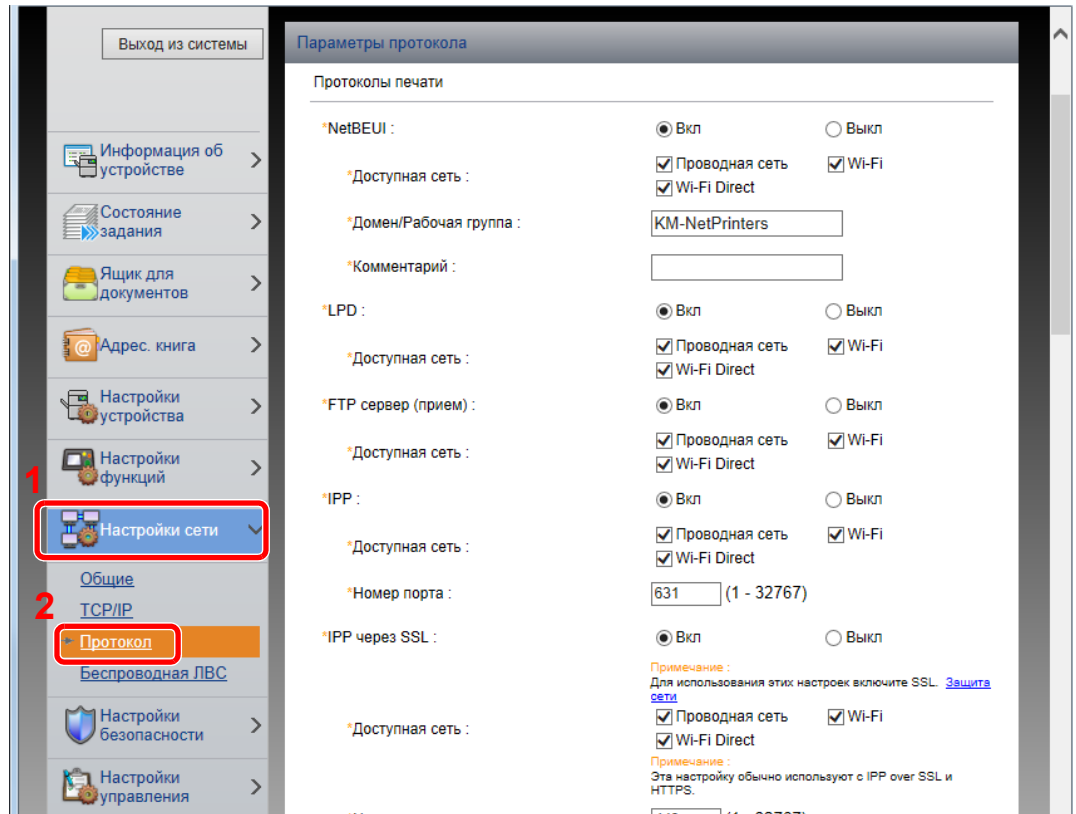 Выход из системы
Информация об
устройстве
Состояние
задания
Ящик для
документов
Адрес. книга
Настройки
устройства
Настройки
функций
1
Настройки сети
Общие
2
TCP/IP
Протокол
Беспроводная ЛВС
Настройки
безопасности
Настройки
управления
Параметры протокола
Протоколы печати
*NetBEUI : Вкл Выкл
*Доступная сеть : Проводная сеть Wi-Fi
Wi-Fi Direct
*Домен/Рабочая группа : KM-NetPrinters
*Комментарий :
*LPD : Вкл Выкл
*Доступная сеть : Проводная сеть Wi-Fi
Wi-Fi Direct
*FTP сервер (прием) : Вкл Выкл
*Доступная сеть : Проводная сеть Wi-Fi
Wi-Fi Direct
*IPP : Вкл Выкл
*Доступная сеть : Проводная сеть Wi-Fi
Wi-Fi Direct
*Номер порта : 631 (1 - 32767)
*IPP через SSL : Вкл Выкл
Примечание :
Для использования этих настроек включите SSL. Защита
сети
*Доступная сеть : Проводная сеть Wi-Fi
Wi-Fi Direct
Примечание :
Эта настройку обычно используют с IPP over SSL и
HTTPS.